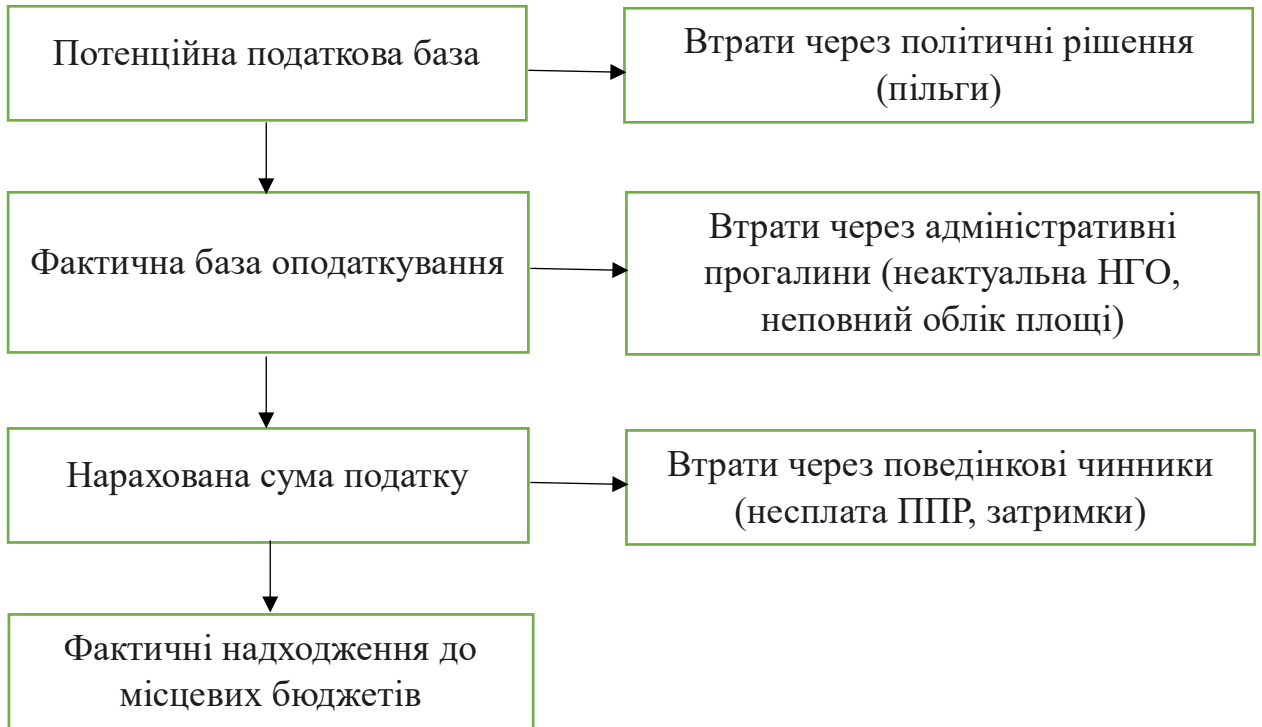 Потенційна податкова база
Втрати через політичні рішення
(пільги)
Фактична база оподаткування
Втрати через адміністративні
прогалини (неактуальна НГО,
неповний облік площі)
Нарахована сума податку
Втрати через поведінкові чинники
(несплата ППР, затримки)
Фактичні надходження до
місцевих бюджетів